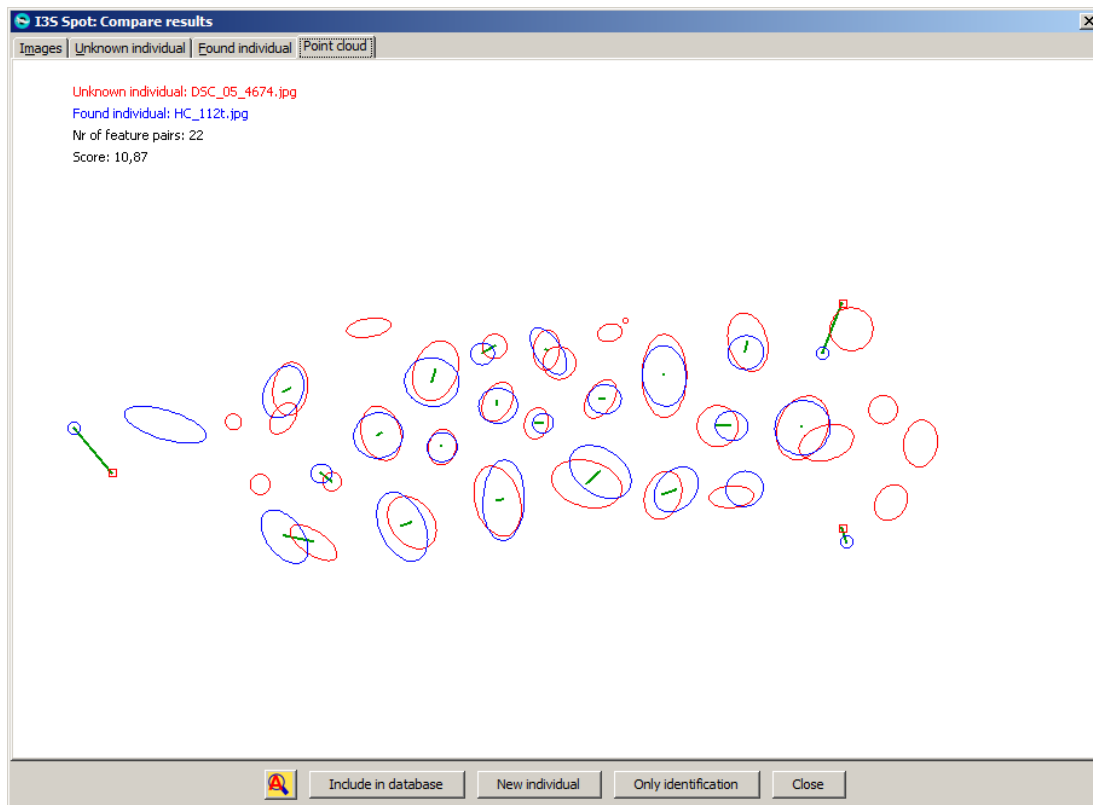 I3S Spot: Compare results
Images Unknown individual Found individual Point cloud
Unknown individual: DSC_05_4674.jpg
Found individual: HC_112t.jpg
Nr of feature pairs: 22
Score: 10,87
A Include in database New individual Only identification Close